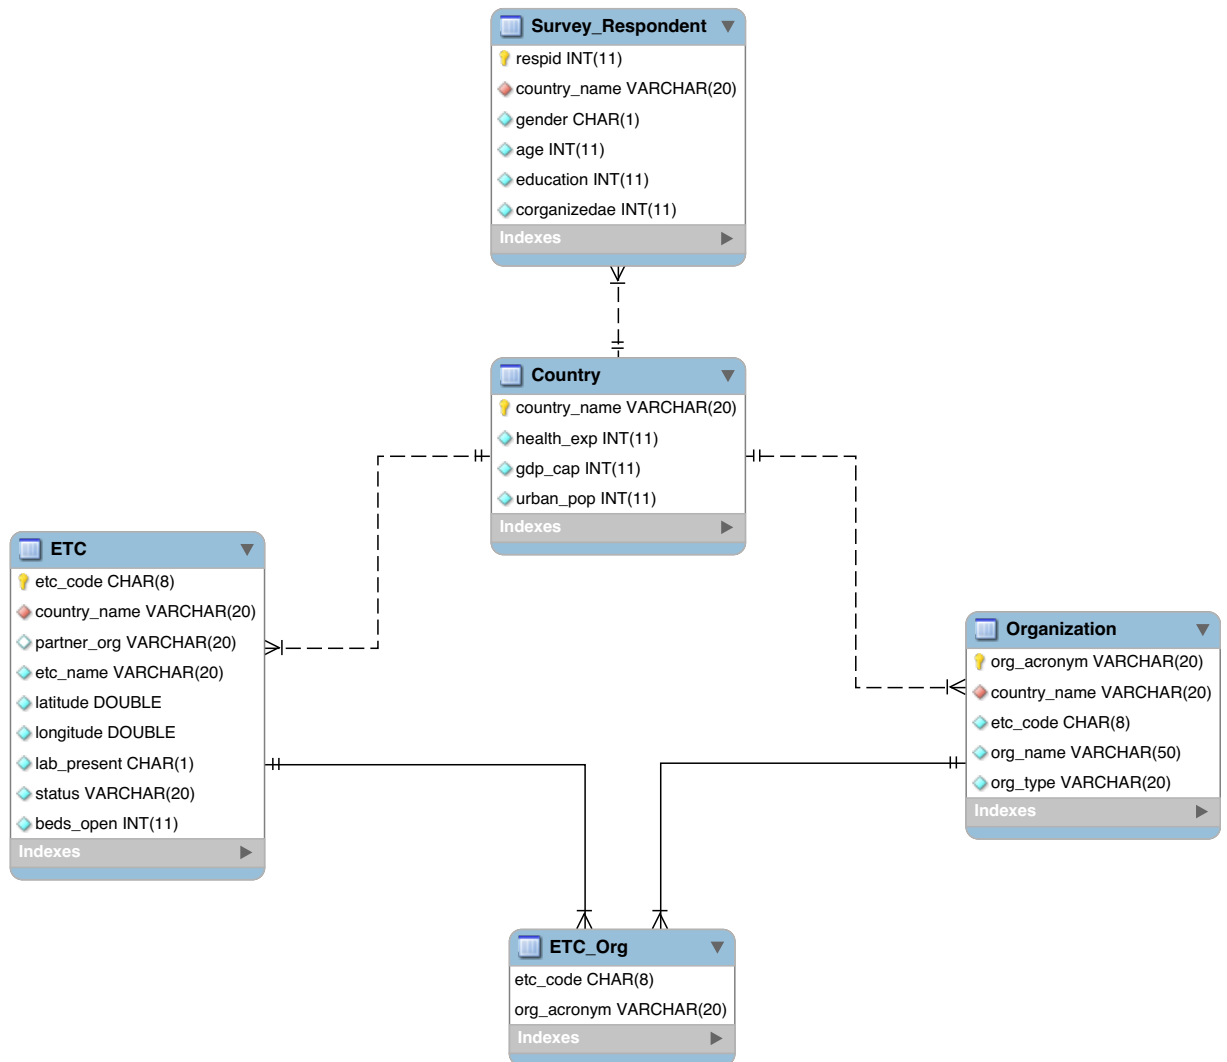 Survey_Respondent
respid INT(11)
country_name VARCHAR(20)
gender CHAR(1)
age INT(11)
education INT(11)
corganizedae INT(11)
Indexes
Country
country_name VARCHAR(20)
health_exp INT(11)
gdp_cap INT(11)
urban_pop INT(11)
Indexes
ETC
etc_code CHAR(8)
country_name VARCHAR(20)
partner_org VARCHAR(20)
etc_name VARCHAR(20)
latitude DOUBLE
longitude DOUBLE
lab_present CHAR(1)
status VARCHAR(20)
beds_open INT(11)
Indexes
Organization
org_acronym VARCHAR(20)
country_name VARCHAR(20)
etc_code CHAR(8)
org_name VARCHAR(50)
org_type VARCHAR(20)
Indexes
ETC_Org
etc_code CHAR(8)
org_acronym VARCHAR(20)
Indexes